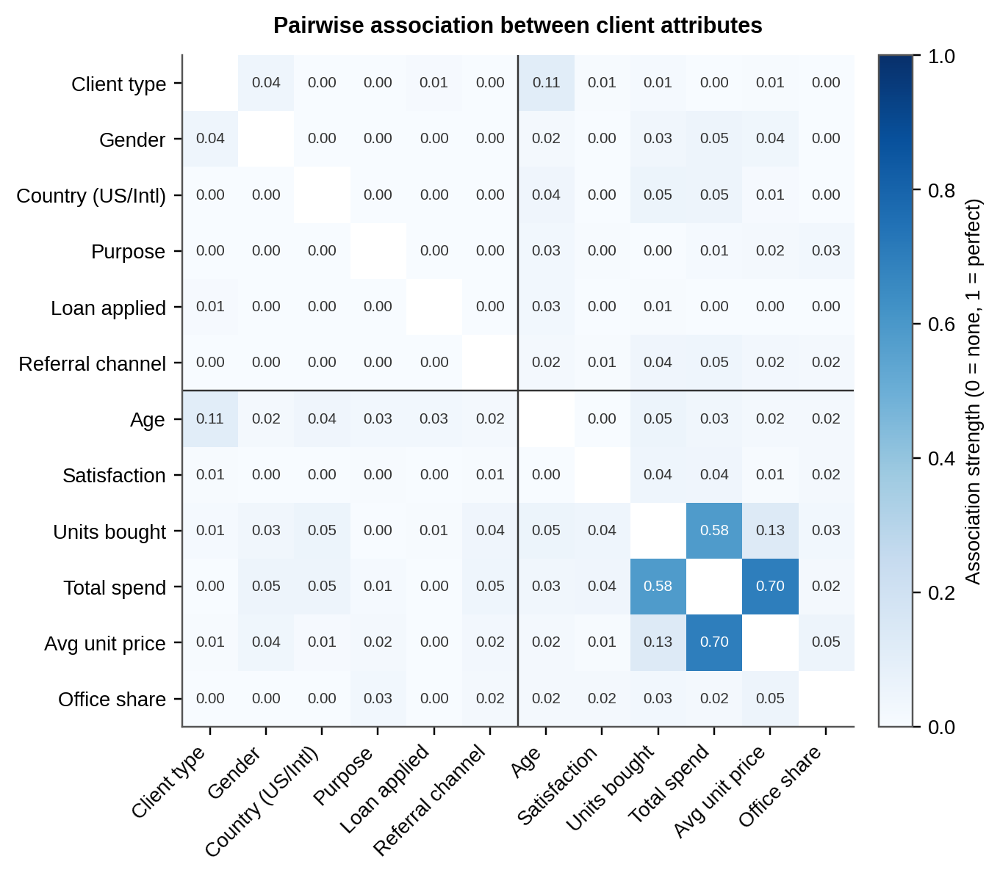 Pairwise association between client attributes
Client type 0.04 0.00 0.00 0.01 0.00 0.11 0.01 0.01 0.00 0.01 0.00
Gender 0.04 0.00 0.00 0.00 0.00 0.02 0.00 0.03 0.05 0.04 0.00
Country (US/Intl) 0.00 0.00 0.00 0.00 0.00 0.04 0.00 0.05 0.05 0.01 0.00
Purpose 0.00 0.00 0.00 0.00 0.00 0.03 0.00 0.00 0.01 0.02 0.03
Loan applied 0.01 0.00 0.00 0.00 0.00 0.03 0.00 0.01 0.00 0.00 0.00
Referral channel 0.00 0.00 0.00 0.00 0.00 0.02 0.01 0.04 0.05 0.02 0.02
Age 0.11 0.02 0.04 0.03 0.03 0.02 0.00 0.05 0.03 0.02 0.02
Satisfaction 0.01 0.00 0.00 0.00 0.00 0.01 0.00 0.04 0.04 0.01 0.02
Units bought 0.01 0.03 0.05 0.00 0.01 0.04 0.05 0.04 0.58 0.13 0.03
Total spend 0.00 0.05 0.05 0.01 0.00 0.05 0.03 0.04 0.58 0.70 0.02
Avg unit price 0.01 0.04 0.01 0.02 0.00 0.02 0.02 0.01 0.13 0.70 0.05
Office share 0.00 0.00 0.00 0.03 0.00 0.02 0.02 0.02 0.03 0.02 0.05
Client type
Gender
Country (US/Intl)
Purpose
Loan applied
Referral channel
Age
Satisfaction
Units bought
Total spend
Avg unit price
Office share
1.0
0.8
0.6
0.4
0.2
0.0
Association strength (0 = none, 1 = perfect)